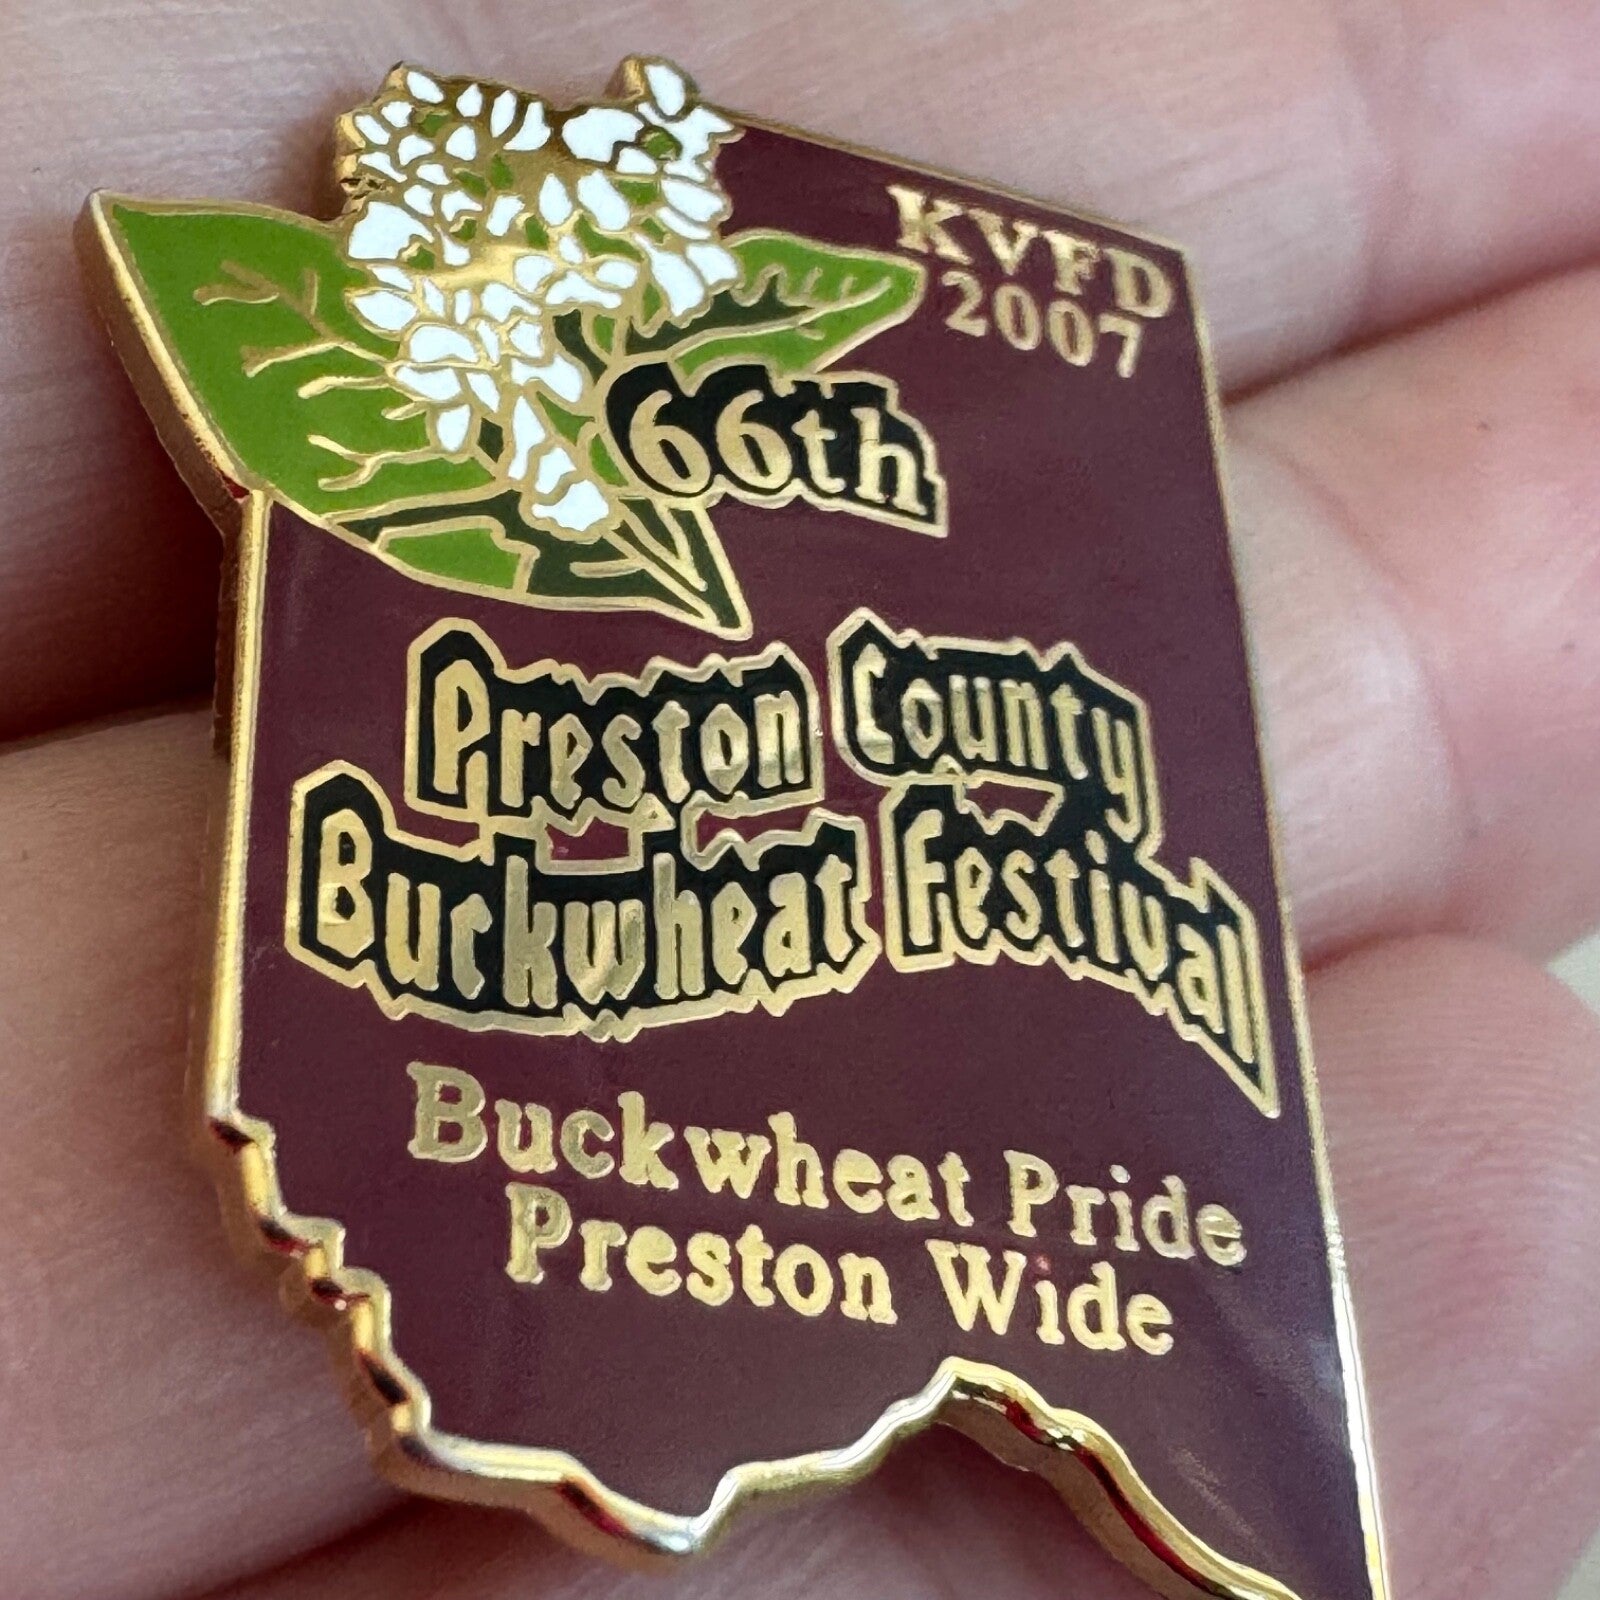 KVFD
2007
66th
Preston County
Buckwheat Festival
Buckwheat Pride
Preston Wide